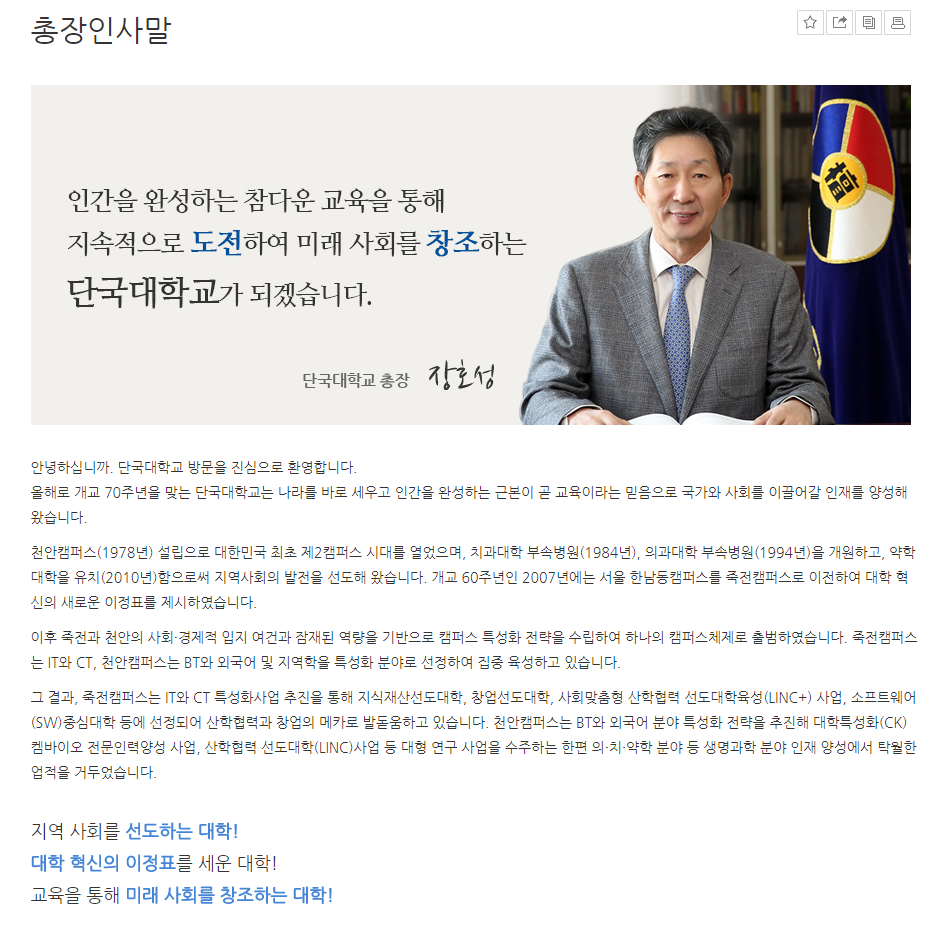 총장인사말
인간을 완성하는 참다운 교육을 통해
지속적으로 도전하여 미래 사회를 창조하는
단국대학교가 되겠습니다.
단국대학교 총장 장호성
안녕하십니까. 단국대학교 방문을 진심으로 환영합니다.
올해로 개교 70주년을 맞는 단국대학교는 나라를 바로 세우고 인간을 완성하는 근본이 곧 교육이라는 믿음으로 국가와 사회를 이끌어갈 인재를 양성해
왔습니다.
천안캠퍼스(1978년) 설립으로 대한민국 최초 제2캠퍼스 시대를 열었으며, 치과대학 부속병원(1984년), 의과대학 부속병원(1994년)을 개원하고, 약학
대학을 유치(2010년)함으로써 지역사회의 발전을 선도해 왔습니다. 개교 60주년인 2007년에는 서울 한남동캠퍼스를 죽전캠퍼스로 이전하여 대학 혁
신의 새로운 이정표를 제시하였습니다.
이후 죽전과 천안의 사회·경제적 입지 여건과 잠재된 역량을 기반으로 캠퍼스 특성화 전략을 수립하여 하나의 캠퍼스체제로 출범하였습니다. 죽전캠퍼스
는 IT와 CT, 천안캠퍼스는 BT와 외국어 및 지역학을 특성화 분야로 선정하여 집중 육성하고 있습니다.
그 결과, 죽전캠퍼스는 IT와 CT 특성화사업 추진을 통해 지식재산선도대학, 창업선도대학, 사회맞춤형 산학협력 선도대학육성(LINC+) 사업, 소프트웨어
(SW)중심대학 등에 선정되어 산학협력과 창업의 메카로 발돋움하고 있습니다. 천안캠퍼스는 BT와 외국어 분야 특성화 전략을 추진해 대학특성화(CK)
켐바이오 전문인력양성 사업, 산학협력 선도대학(LINC)사업 등 대형 연구 사업을 수주하는 한편 의·치·약학 분야 등 생명과학 분야 인재 양성에서 탁월한
업적을 거두었습니다.
지역 사회를 선도하는 대학!
대학 혁신의 이정표를 세운 대학!
교육을 통해 미래 사회를 창조하는 대학!